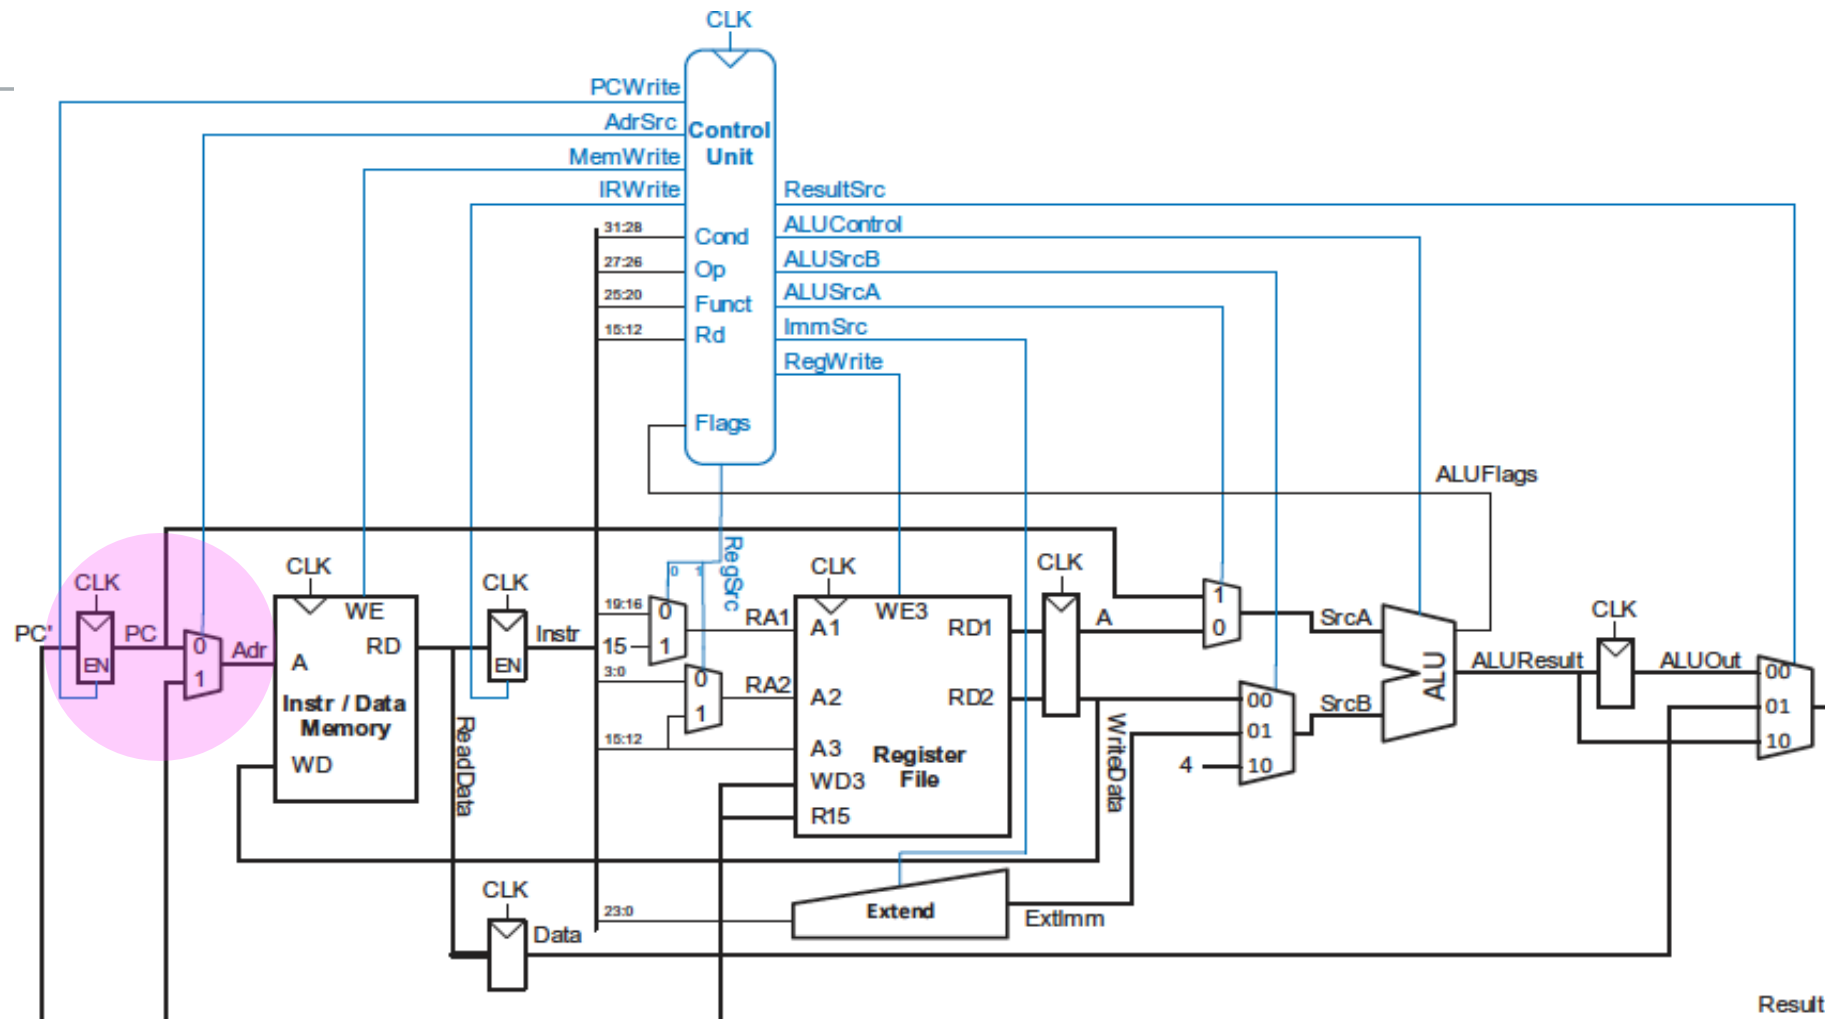 CLK
PCWrite
AdrSrc
MemWrite
IRWrite
Control
Unit
ResultSrc
ALUControl
ALUSrcB
ALUSrcA
ImmSrc
RegWrite
31:28
Cond
27:26
Op
25:20
Funct
15:12
Rd
Flags
ALUFlags
RegSrc
0 1
CLK
PC'
EN
PC
0
1
Adr
CLK
WE
RD
A
Instr / Data
Memory
WD
CLK
EN
Instr
ReadData
19:16
15
0
1
RA1
3:0
0
1
RA2
15:12
CLK
WE3
A1
RD1
A2
RD2
A3
Register
File
WD3
R15
CLK
A
WriteData
1
0
SrcA
00
01
10
4
SrcB
ALU
ALUResult
CLK
ALUOut
00
01
10
23:0
Extend
ExtImm
CLK
Data
Result